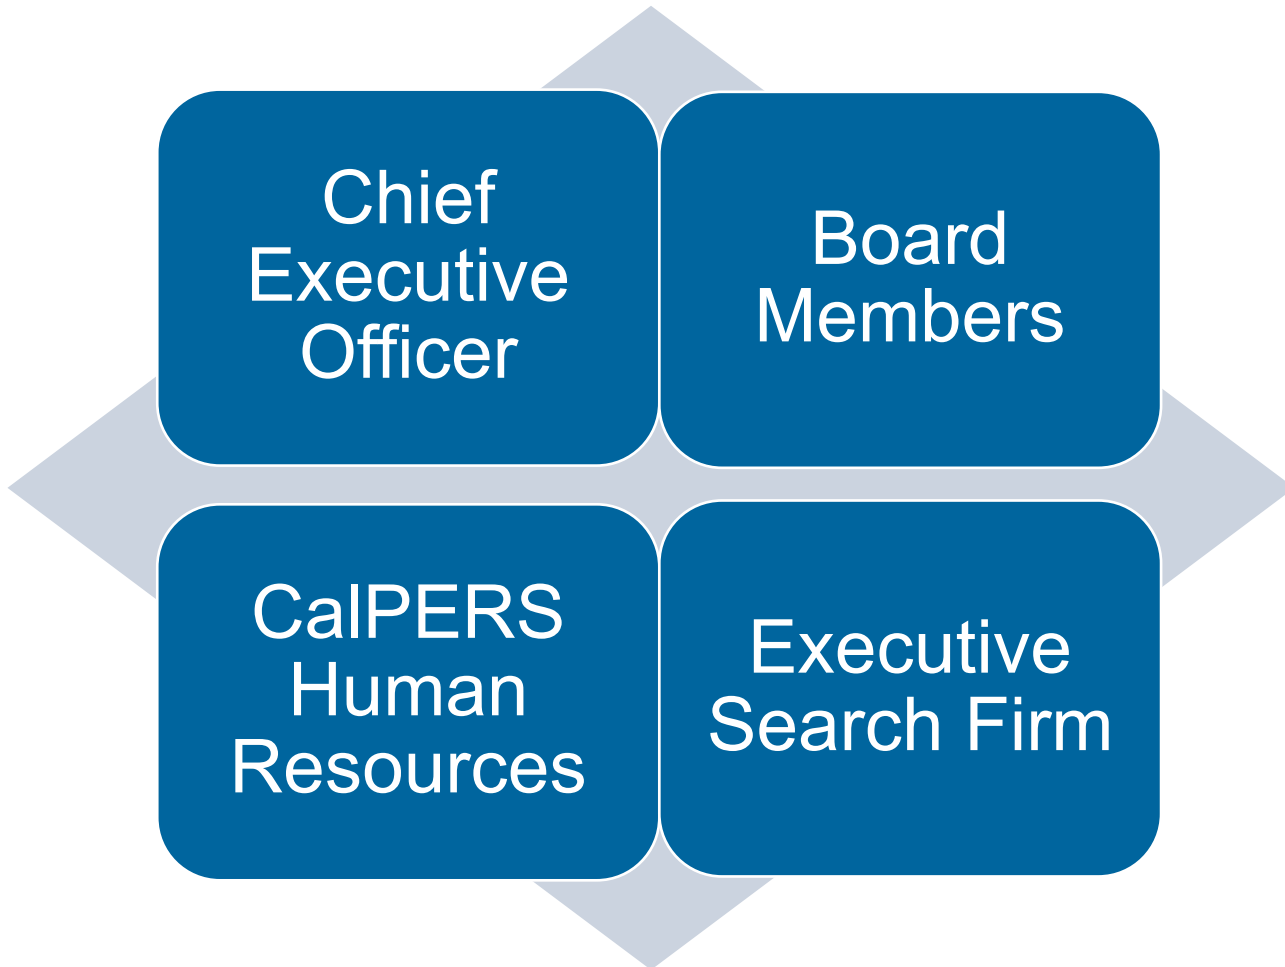 Chief
Executive
Officer
Board
Members
CalPERS
Human
Resources
Executive
Search Firm